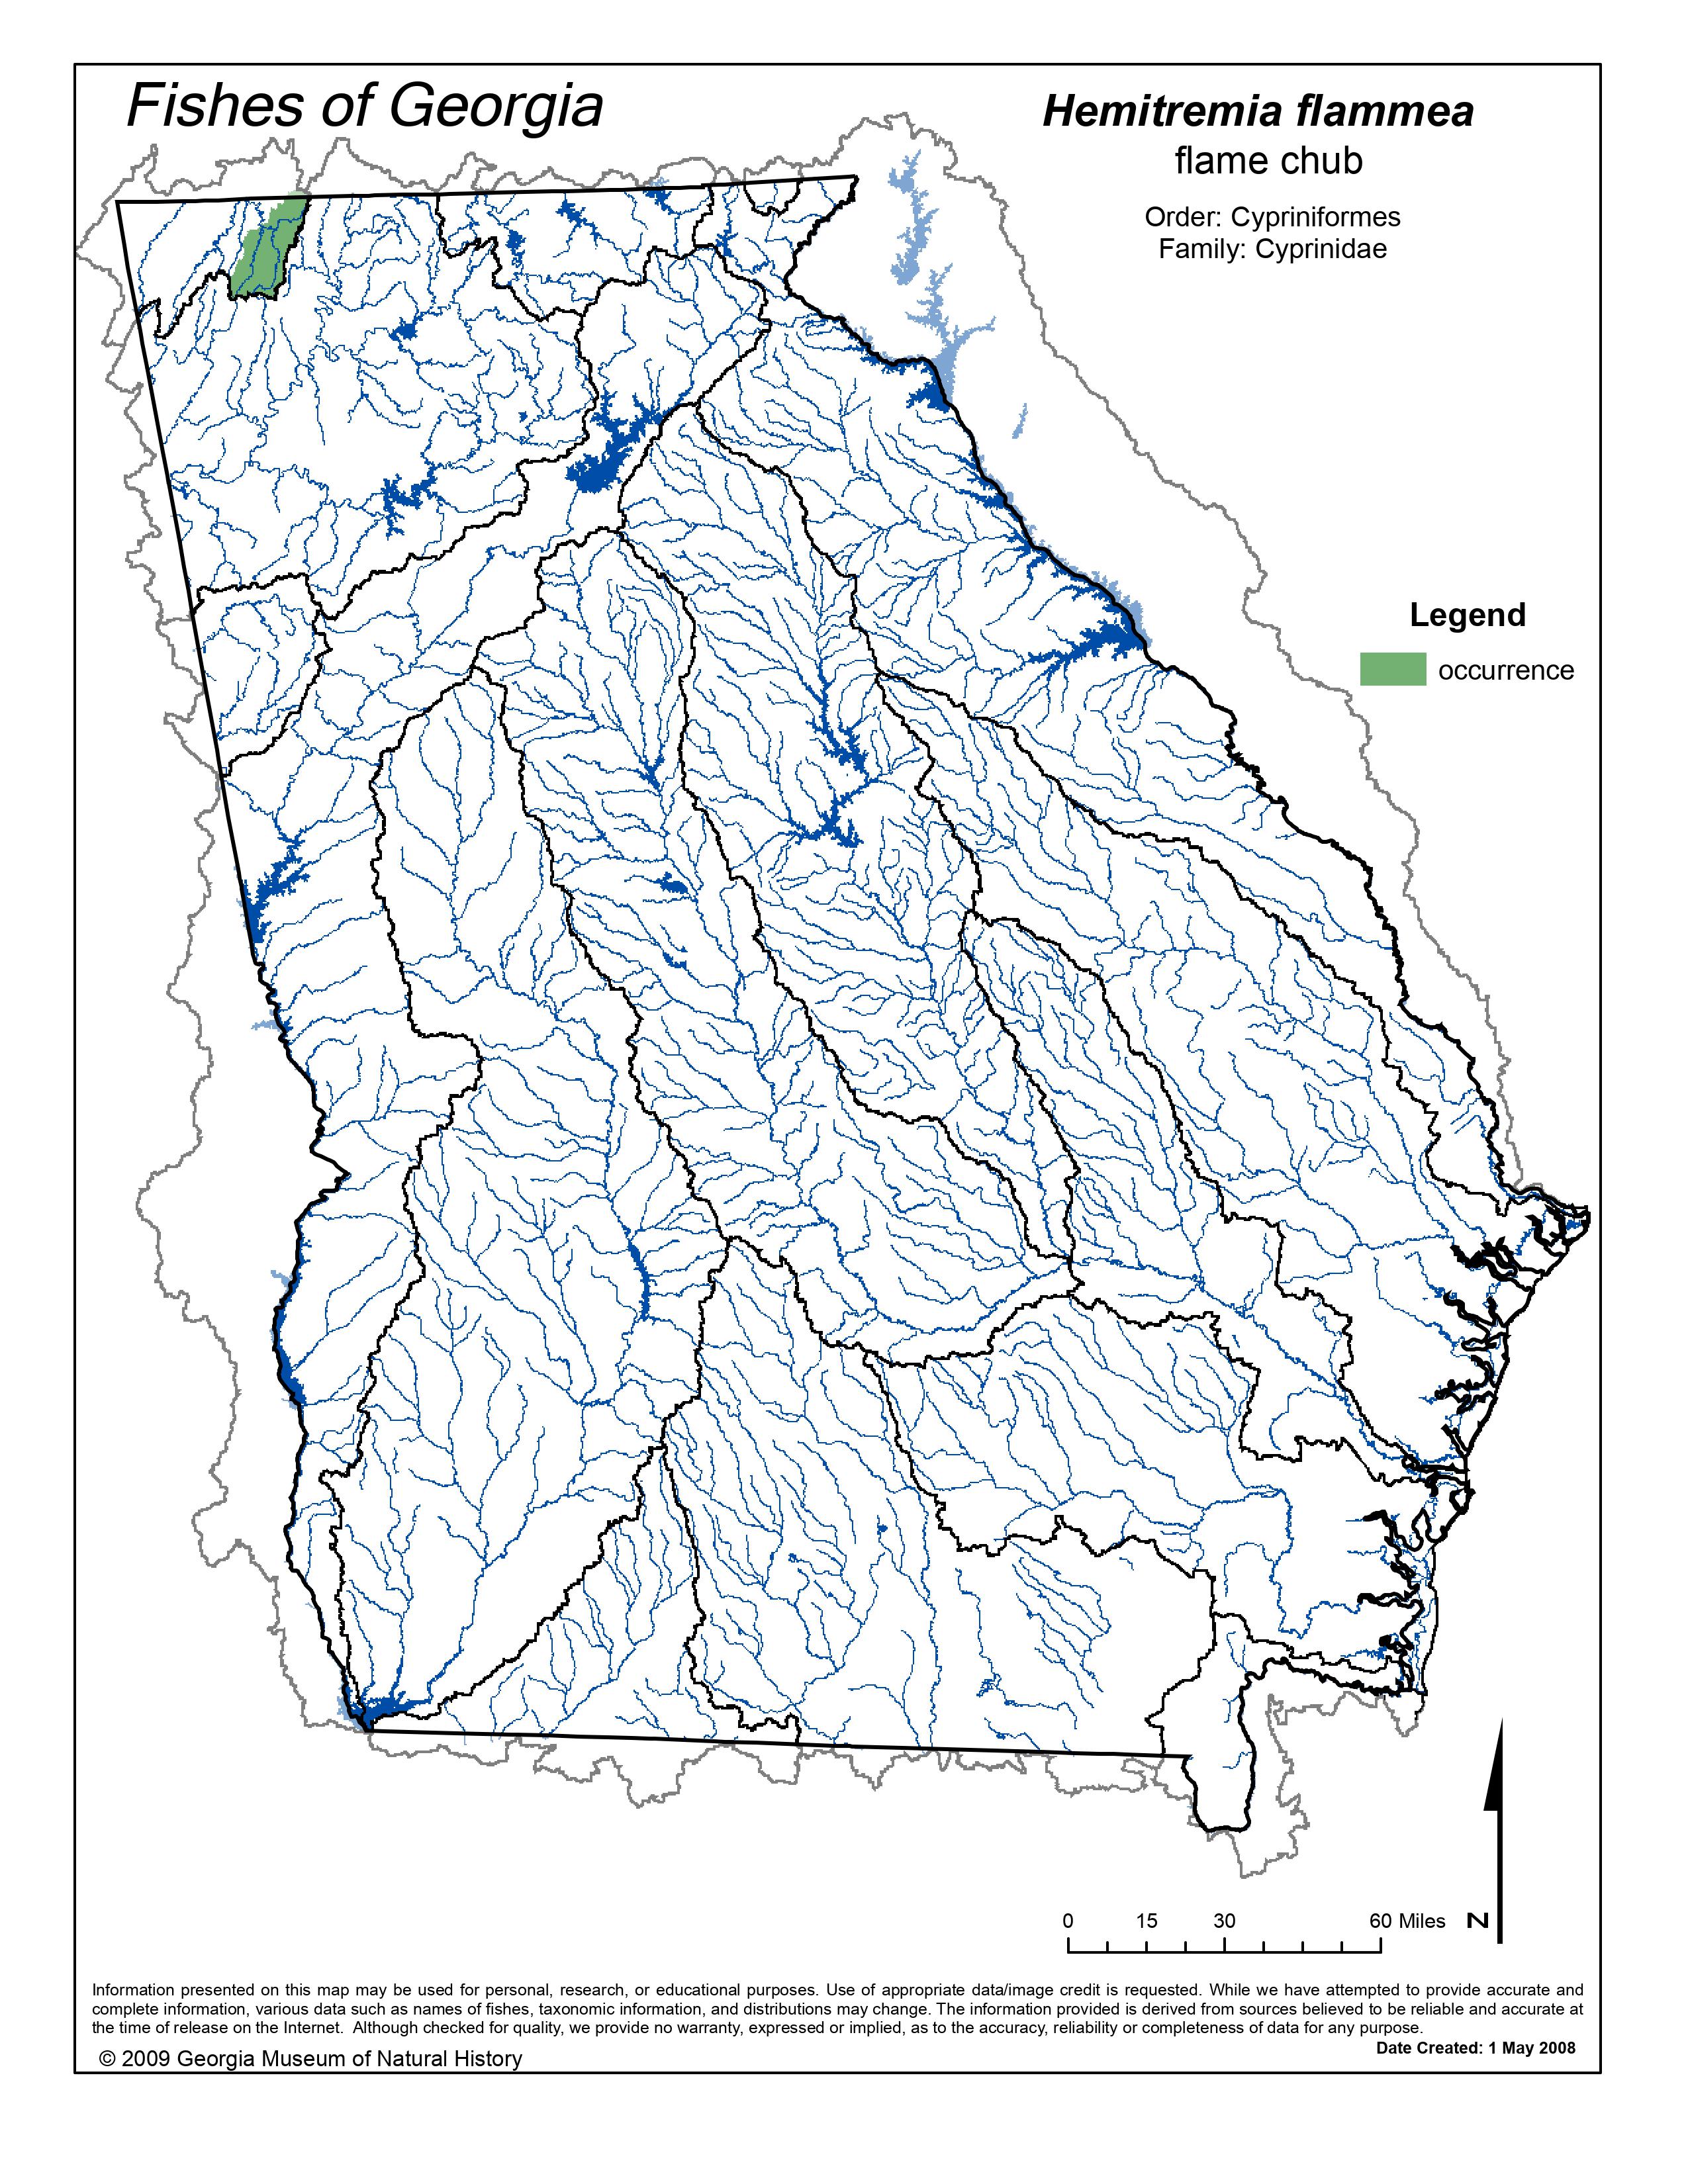 Fishes of Georgia
Hemitremia flammea
flame chub
Order: Cypriniformes
Family: Cyprinidae
Legend
occurrence
0 15 30 60 Miles
N
Information presented on this map may be used for personal, research, or educational purposes. Use of appropriate data/image credit is requested. While we have attempted to provide accurate and
complete information, various data such as names of fishes, taxonomic information, and distributions may change. The information provided is derived from sources believed to be reliable and accurate at
the time of release on the Internet. Although checked for quality, we provide no warranty, expressed or implied, as to the accuracy, reliability or completeness of data for any purpose.
Date Created: 1 May 2008
© 2009 Georgia Museum of Natural History